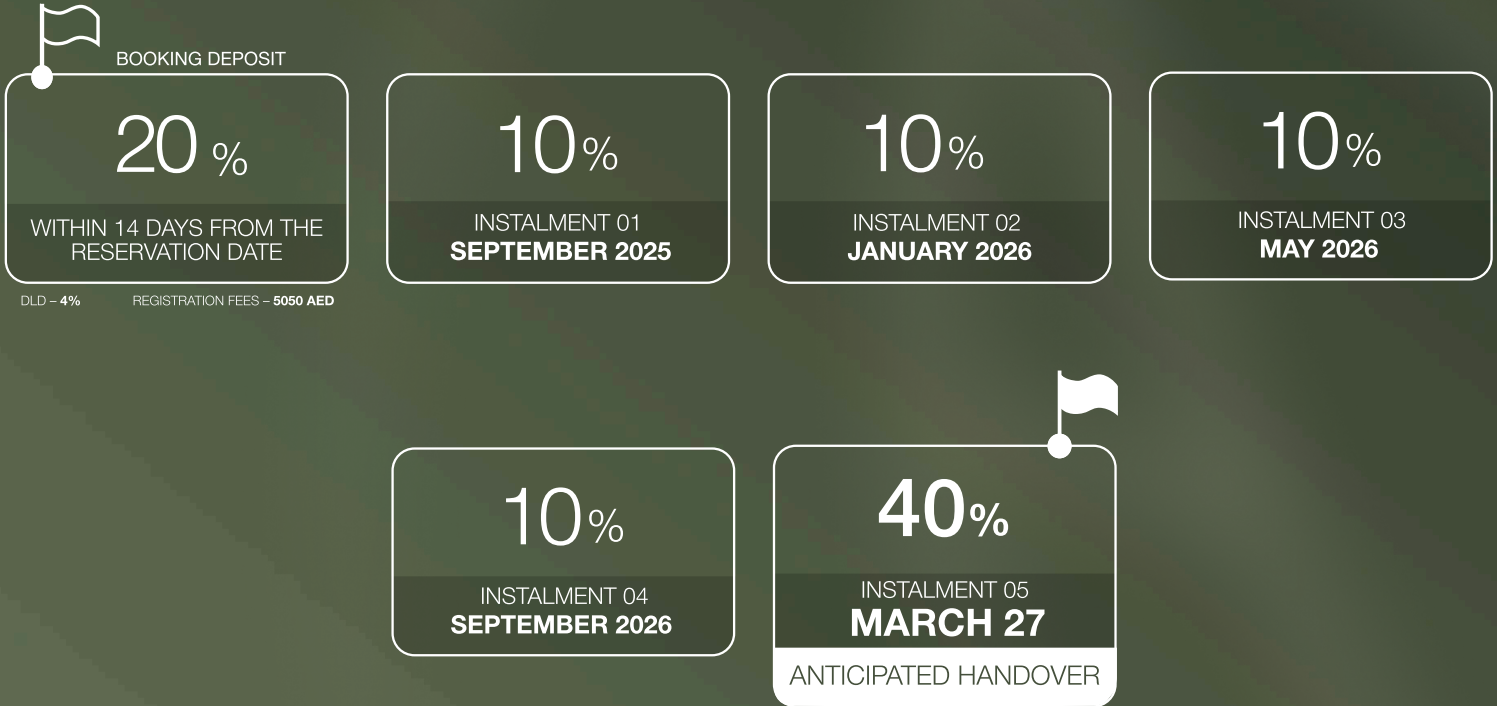 BOOKING DEPOSIT
20 %
WITHIN 14 DAYS FROM THE
RESERVATION DATE
DLD – 4%
REGISTRATION FEES – 5050 AED
10%
INSTALMENT 01
SEPTEMBER 2025
10%
INSTALMENT 02
JANUARY 2026
10%
INSTALMENT 03
MAY 2026
10%
INSTALMENT 04
SEPTEMBER 2026
40%
INSTALMENT 05
MARCH 27
ANTICIPATED HANDOVER